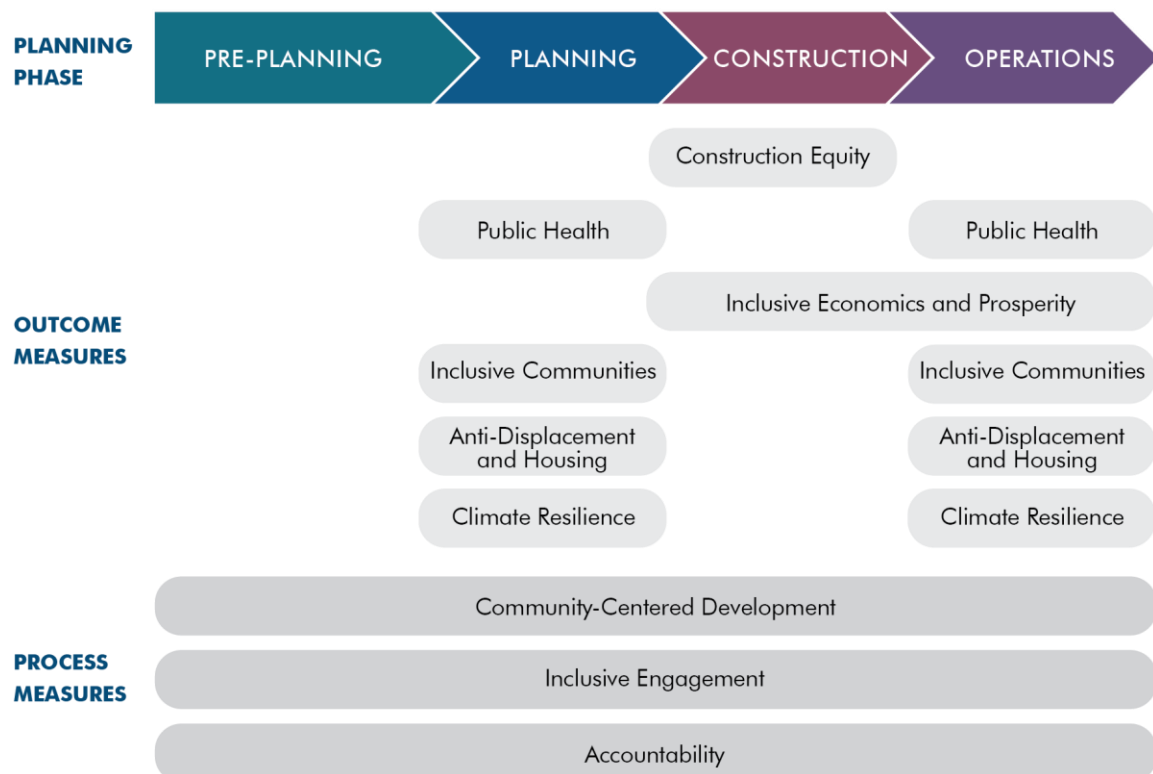 PLANNING
PHASE
PRE-PLANNING
PLANNING
CONSTRUCTION
OPERATIONS
Construction Equity
Public Health
Public Health
Inclusive Economics and Prosperity
OUTCOME
MEASURES
Inclusive Communities
Inclusive Communities
Anti-Displacement
and Housing
Anti-Displacement
and Housing
Climate Resilience
Climate Resilience
Community-Centered Development
PROCESS
MEASURES
Inclusive Engagement
Accountability